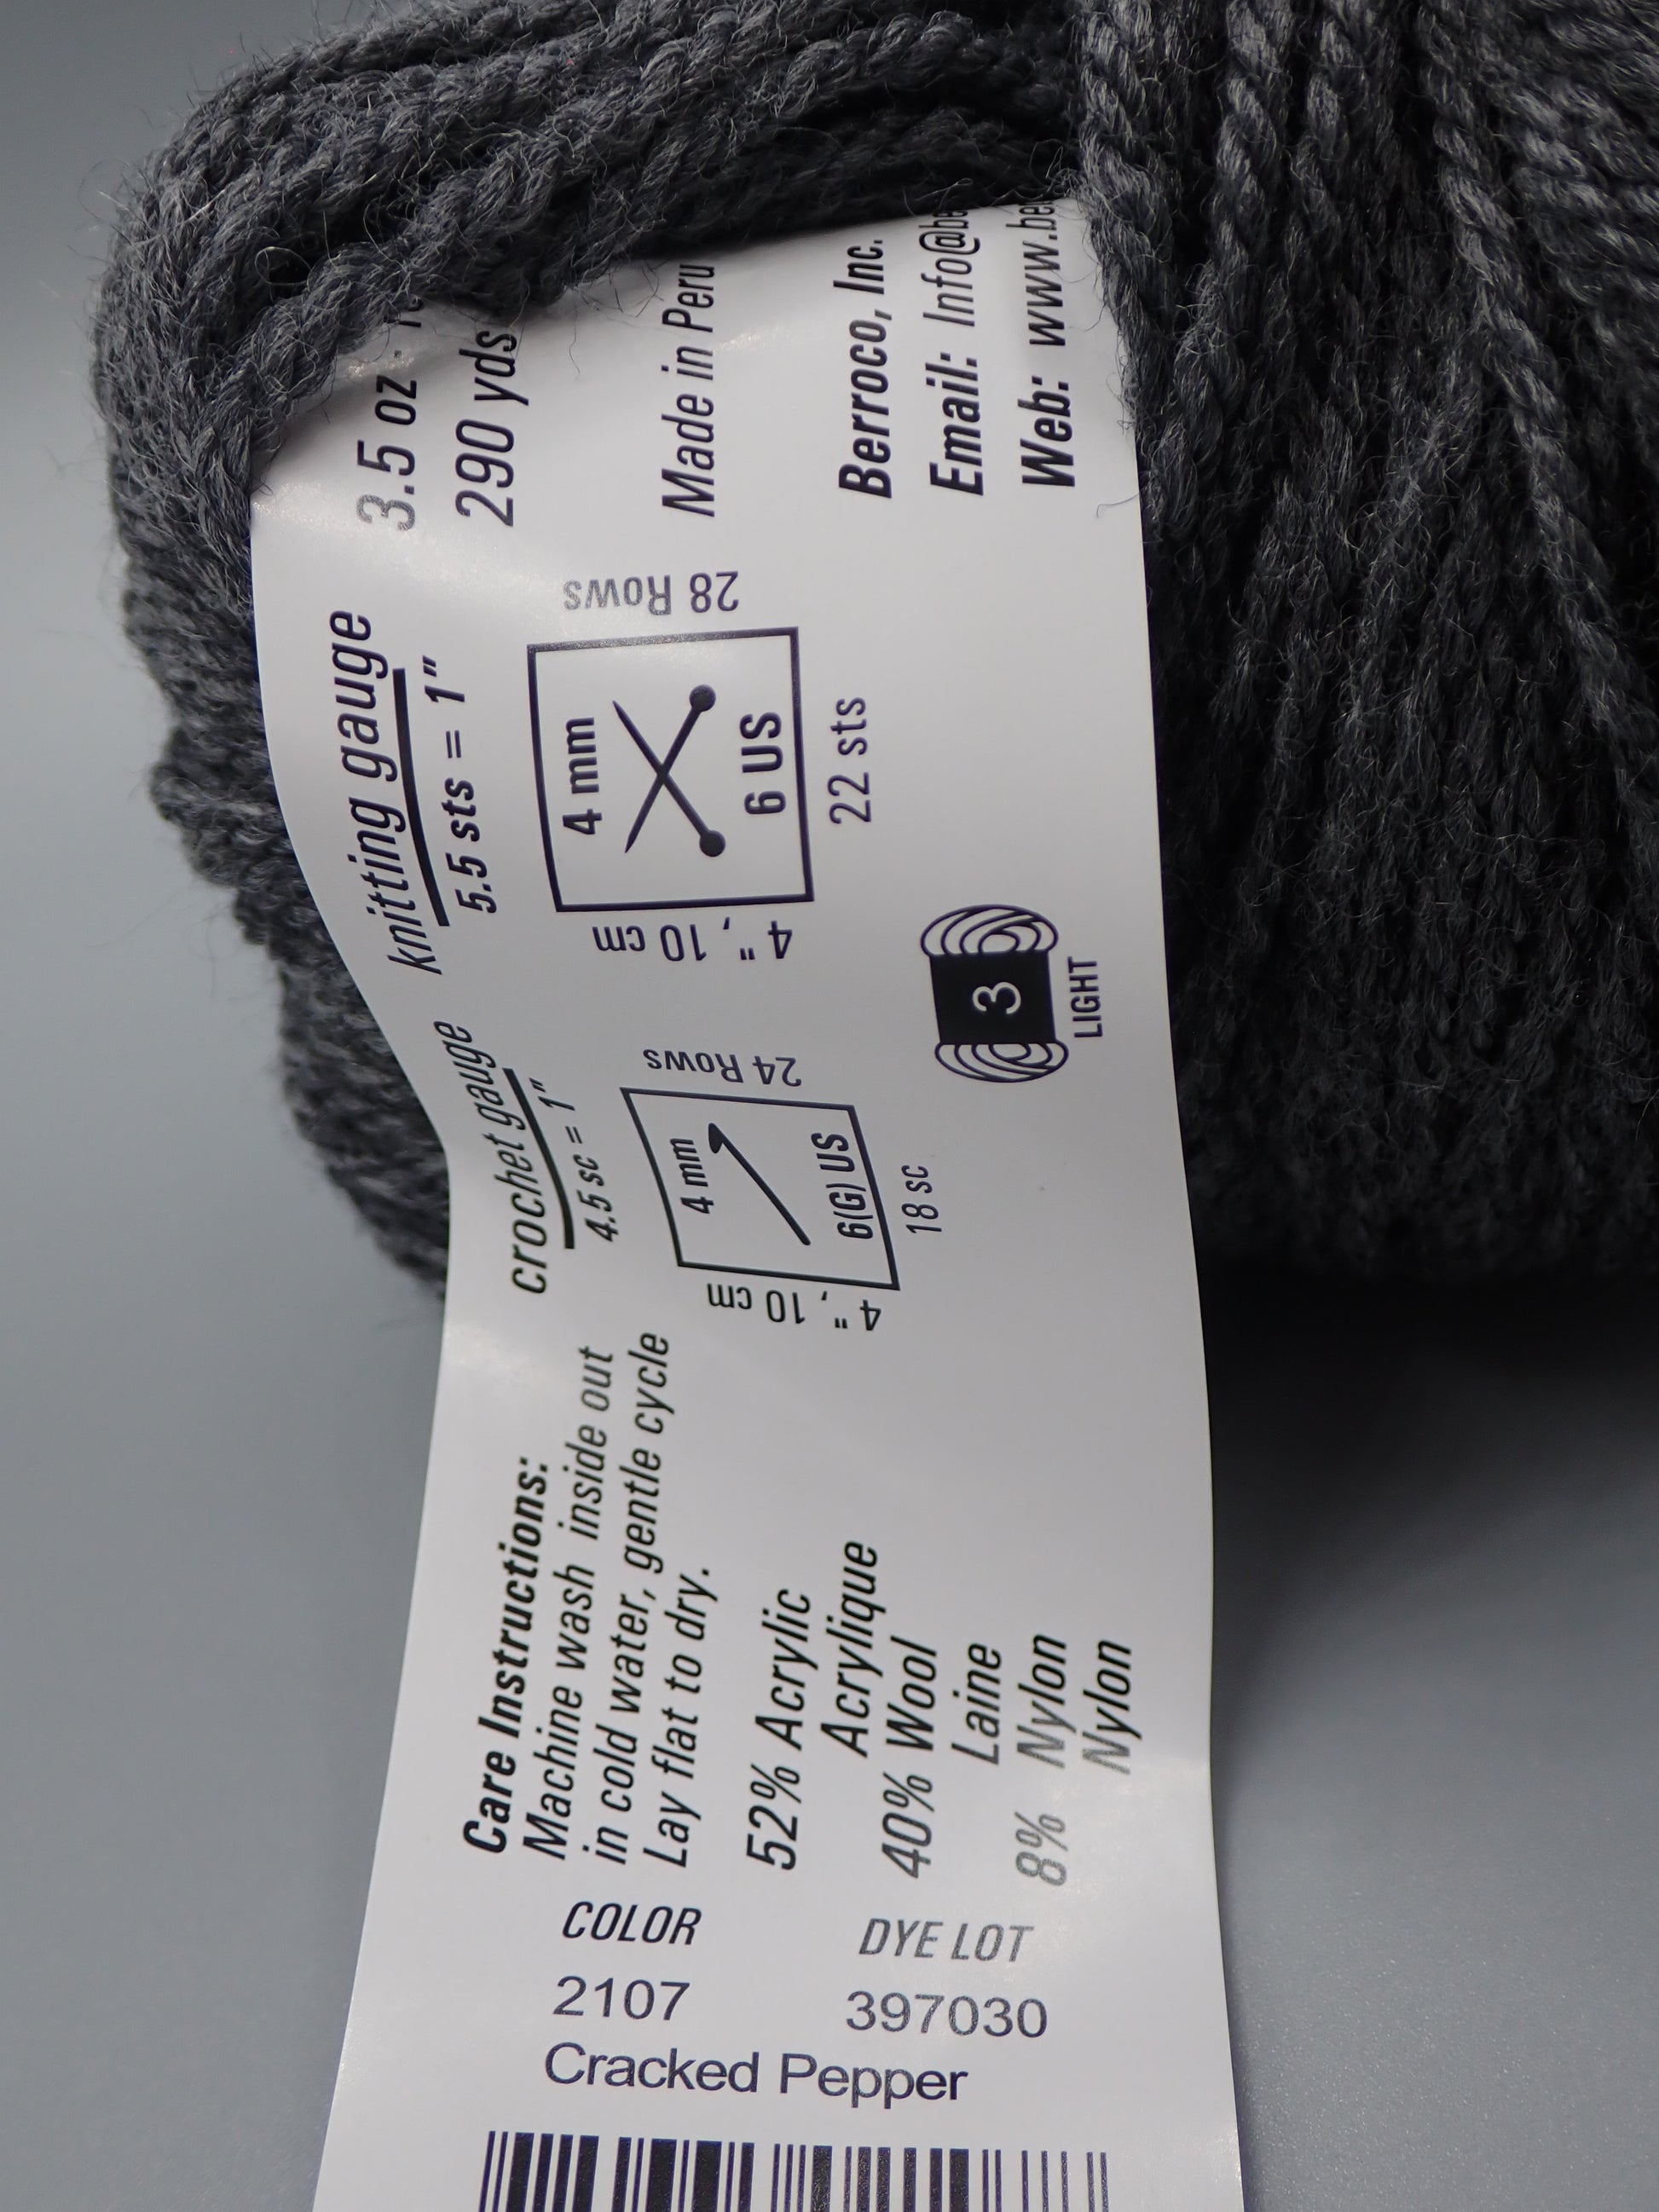 3.5 oz
290 yds
Made in Peru
Berroco, Inc.
Email: Info@be
Web: www.be
knitting gauge
5.5 sts = 1"
4", 10 cm
4 mm
6 US
28 Rows
22 sts
crochet gauge
4.5 sc = 1"
4", 10 cm
4 mm
6(G) US
24 Rows
18 sc
3
LIGHT
Care Instructions:
Machine wash inside out
in cold water, gentle cycle
Lay flat to dry.
52% Acrylic
Acrylique
40% Wool
Laine
8% Nylon
Nylon
COLOR
2107
DYE LOT
397030
Cracked Pepper